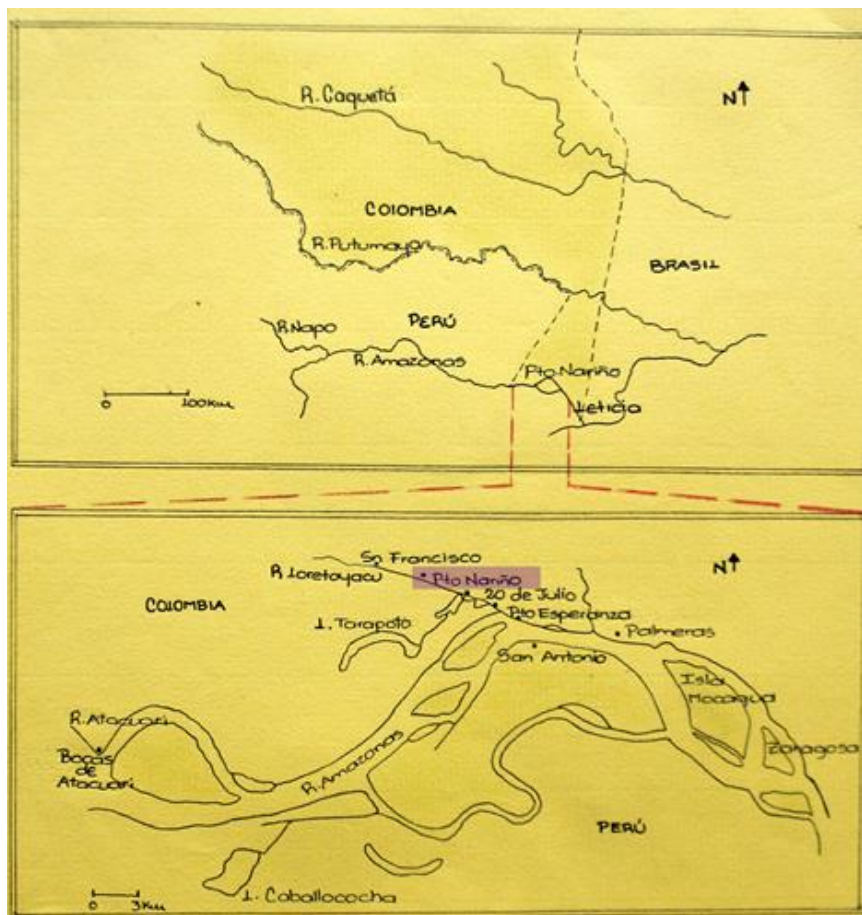 R. Caquetá
N
COLOMBIA
R. Putumayo
BRASIL
PERÚ
R. Napo
R. Amazonas
Pto Nariño
Leticia
0 100 Km
Sn Francisco
N
R. Loretoyacu
Pto Nariño
COLOMBIA
20 de Julio
Pto Esperanza
L. Tarapoto
Palmeras
San Antonio
Isla
Mocagua
R. Atacuari
Zaragosa
Bocas
de
Atacuari
R. Amazonas
PERÚ
L. Caballococha
0 3 Km